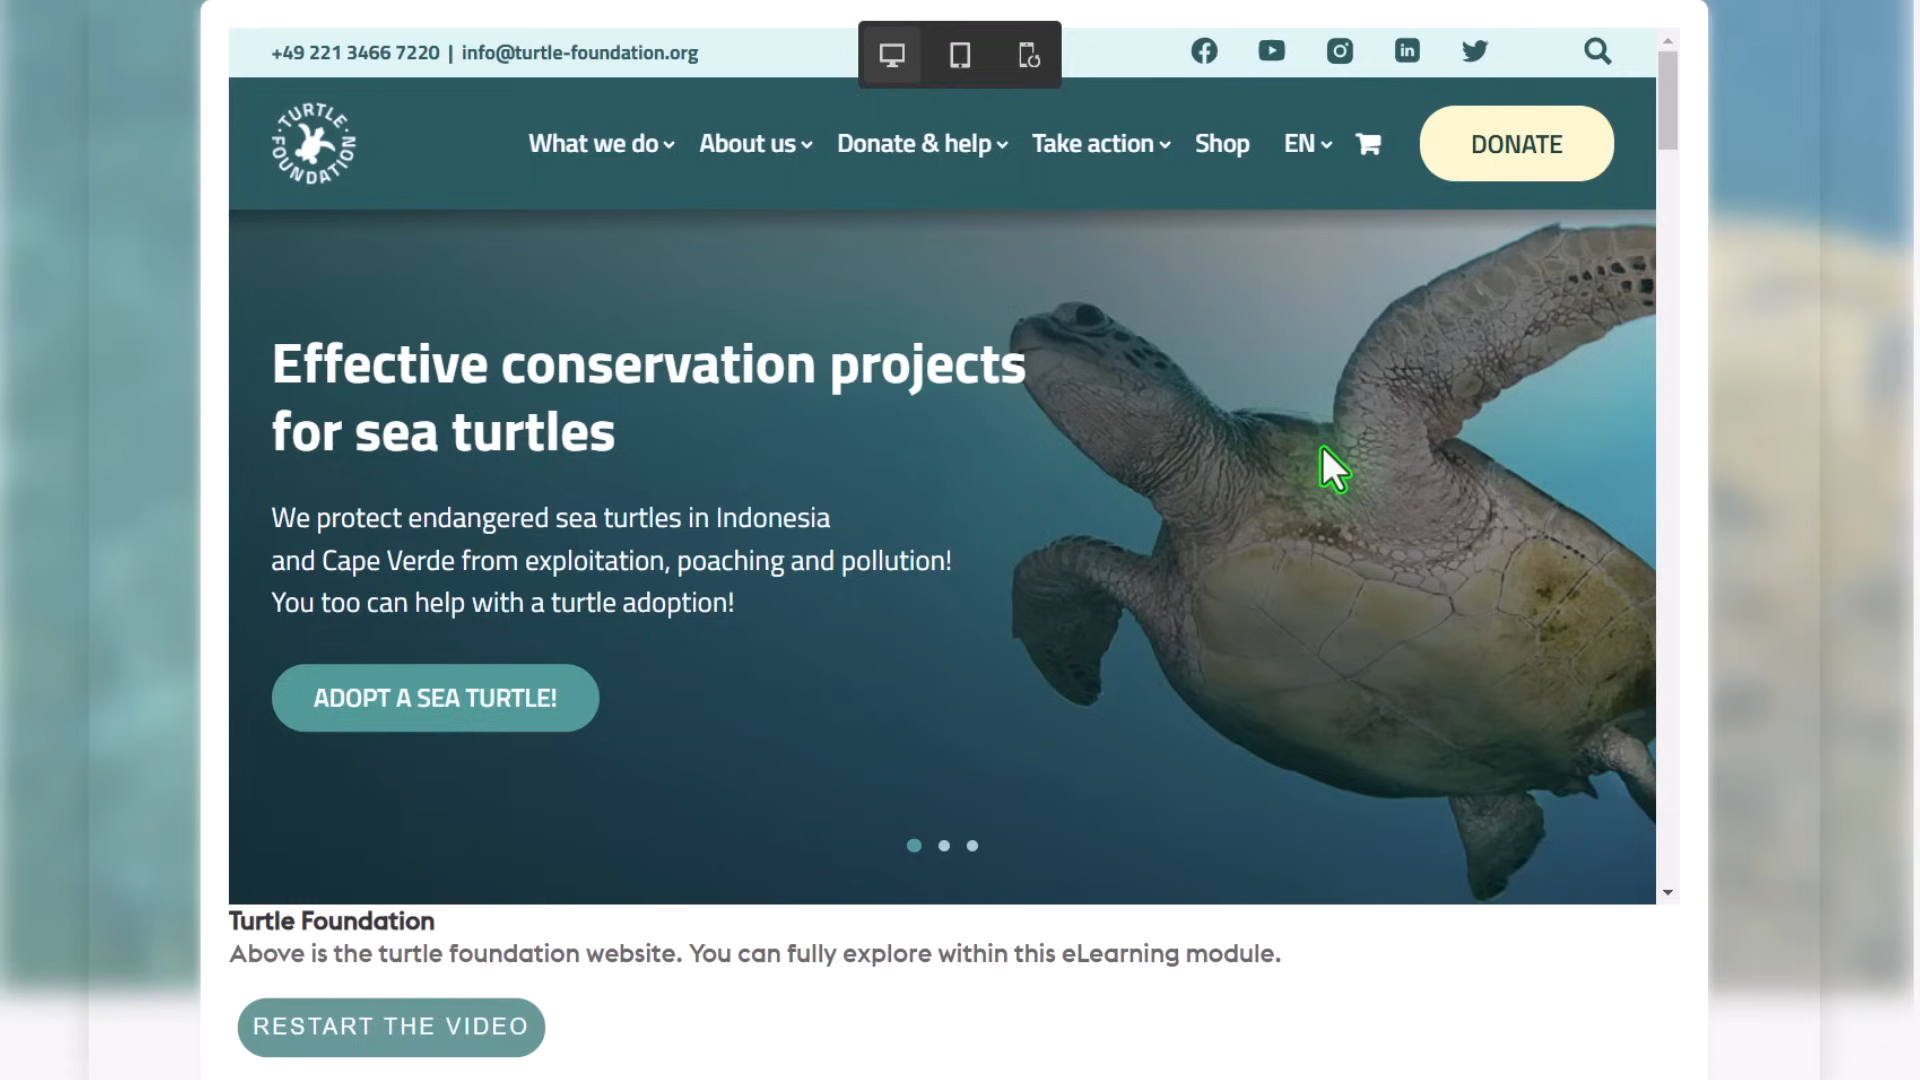 +49 221 3466 7220 | info@turtle-foundation.org
TURTLE FOUNDATION
What we do About us Donate & help Take action Shop EN DONATE
Effective conservation projects
for sea turtles
We protect endangered sea turtles in Indonesia
and Cape Verde from exploitation, poaching and pollution!
You too can help with a turtle adoption!
ADOPT A SEA TURTLE!
Turtle Foundation
Above is the turtle foundation website. You can fully explore within this eLearning module.
RESTART THE VIDEO